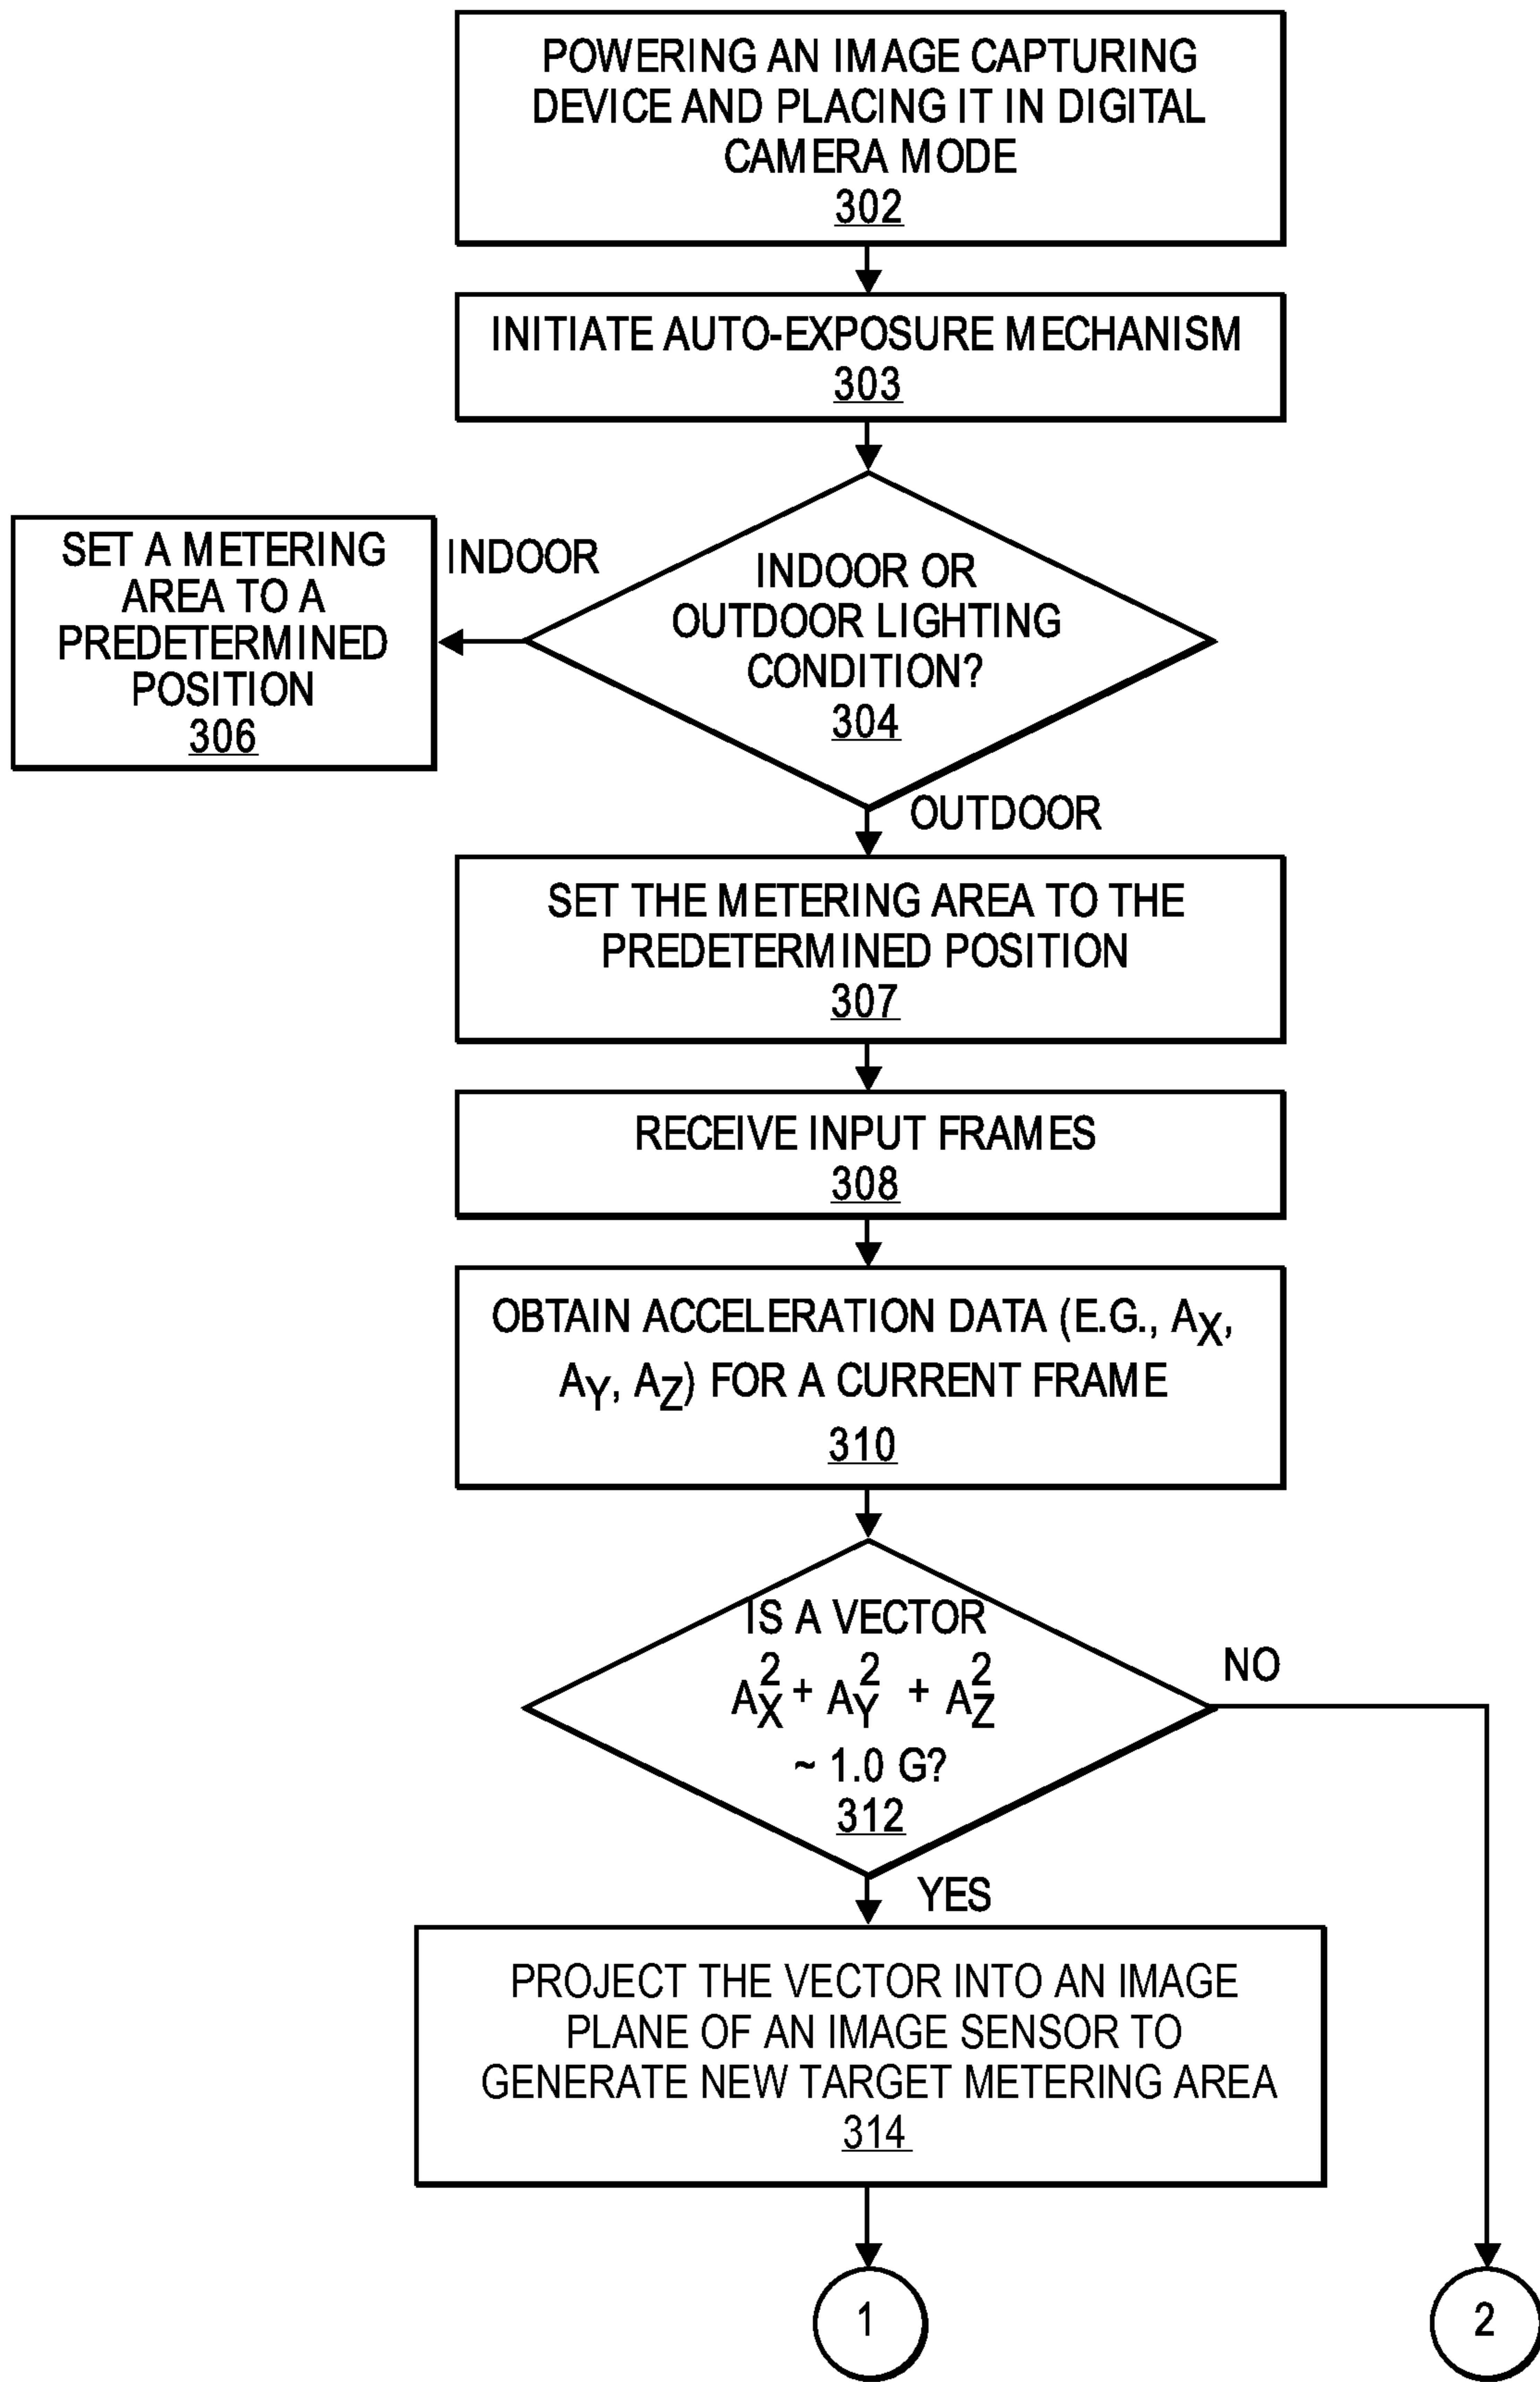 POWERING AN IMAGE CAPTURING
DEVICE AND PLACING IT IN DIGITAL
CAMERA MODE
302
INITIATE AUTO-EXPOSURE MECHANISM
303
SET A METERING
AREA TO A
PREDETERMINED
POSITION
306
INDOOR
INDOOR OR
OUTDOOR LIGHTING
CONDITION?
304
OUTDOOR
SET THE METERING AREA TO THE
PREDETERMINED POSITION
307
RECEIVE INPUT FRAMES
308
OBTAIN ACCELERATION DATA (E.G., AX,
AY, AZ) FOR A CURRENT FRAME
310
IS A VECTOR
AX² + AY² + AZ²
~ 1.0 G?
312
NO
YES
PROJECT THE VECTOR INTO AN IMAGE
PLANE OF AN IMAGE SENSOR TO
GENERATE NEW TARGET METERING AREA
314
1
2